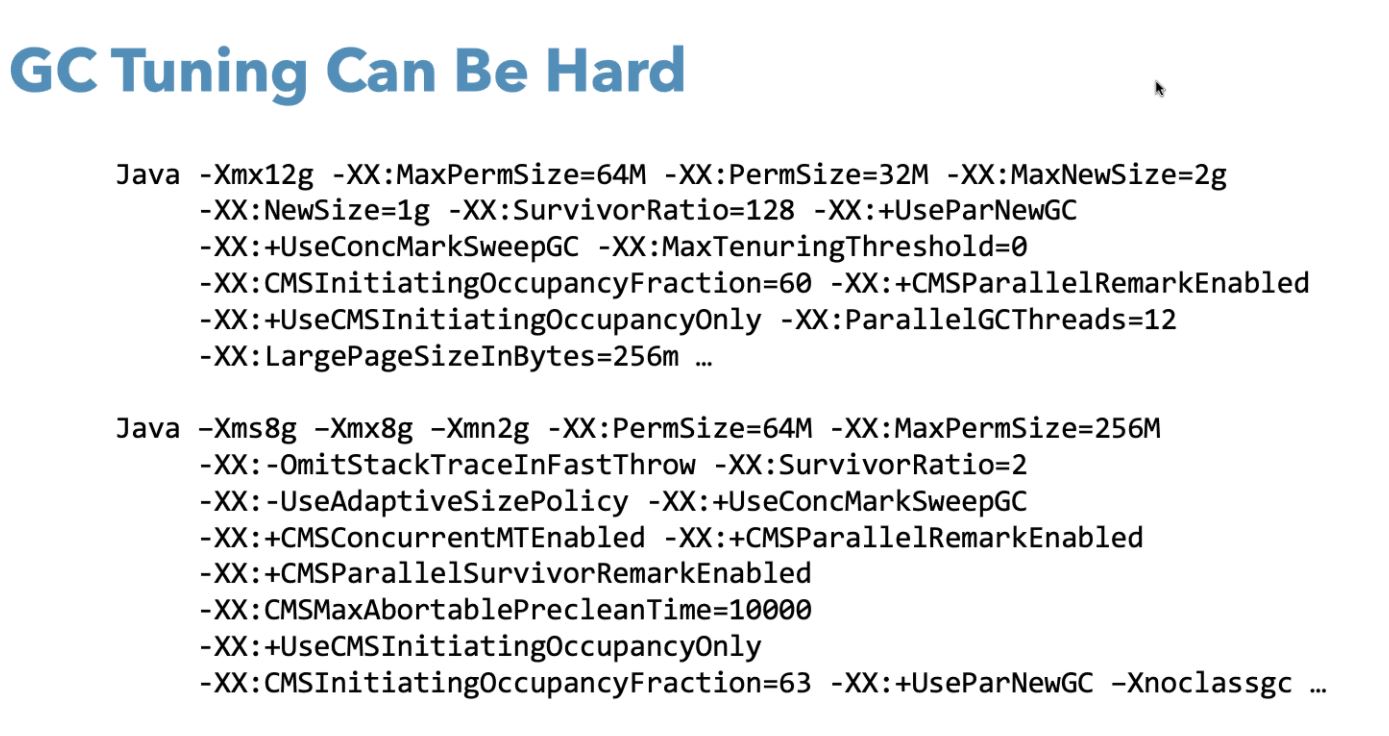 GC Tuning Can Be Hard
Java -Xmx12g -XX:MaxPermSize=64M -XX:PermSize=32M -XX:MaxNewSize=2g
-XX:NewSize=1g -XX:SurvivorRatio=128 -XX:+UseParNewGC
-XX:+UseConcMarkSweepGC -XX:MaxTenuringThreshold=0
-XX:CMSInitiatingOccupancyFraction=60 -XX:+CMSParallelRemarkEnabled
-XX:+UseCMSInitiatingOccupancyOnly -XX:ParallelGCThreads=12
-XX:LargePageSizeInBytes=256m …
Java –Xms8g –Xmx8g –Xmn2g -XX:PermSize=64M -XX:MaxPermSize=256M
-XX:-OmitStackTraceInFastThrow -XX:SurvivorRatio=2
-XX:-UseAdaptiveSizePolicy -XX:+UseConcMarkSweepGC
-XX:+CMSConcurrentMTEnabled -XX:+CMSParallelRemarkEnabled
-XX:+CMSParallelSurvivorRemarkEnabled
-XX:CMSMaxAbortablePrecleanTime=10000
-XX:+UseCMSInitiatingOccupancyOnly
-XX:CMSInitiatingOccupancyFraction=63 -XX:+UseParNewGC –Xnoclassgc …